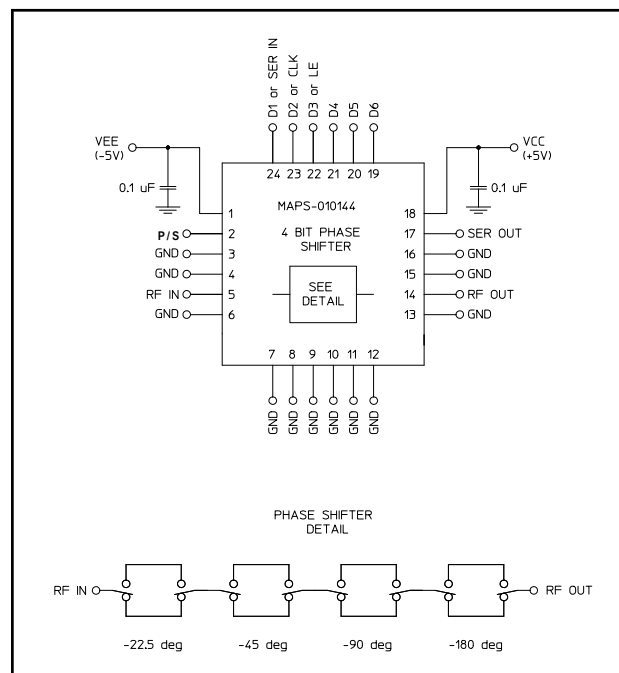 D1 or SER IN
D2 or CLK
D3 or LE
D4
D5
D6
VEE
(-5V)
VCC
(+5V)
0.1 uF
0.1 uF
24 23 22 21 20 19
MAPS-010144
4 BIT PHASE
SHIFTER
SEE
DETAIL
1
P/S 2
GND 3
GND 4
RF IN 5
GND 6
18
17 SER OUT
16 GND
15 GND
14 RF OUT
13 GND
7 8 9 10 11 12
GND GND GND GND GND GND
PHASE SHIFTER
DETAIL
RF IN RF OUT
-22.5 deg -45 deg -90 deg -180 deg